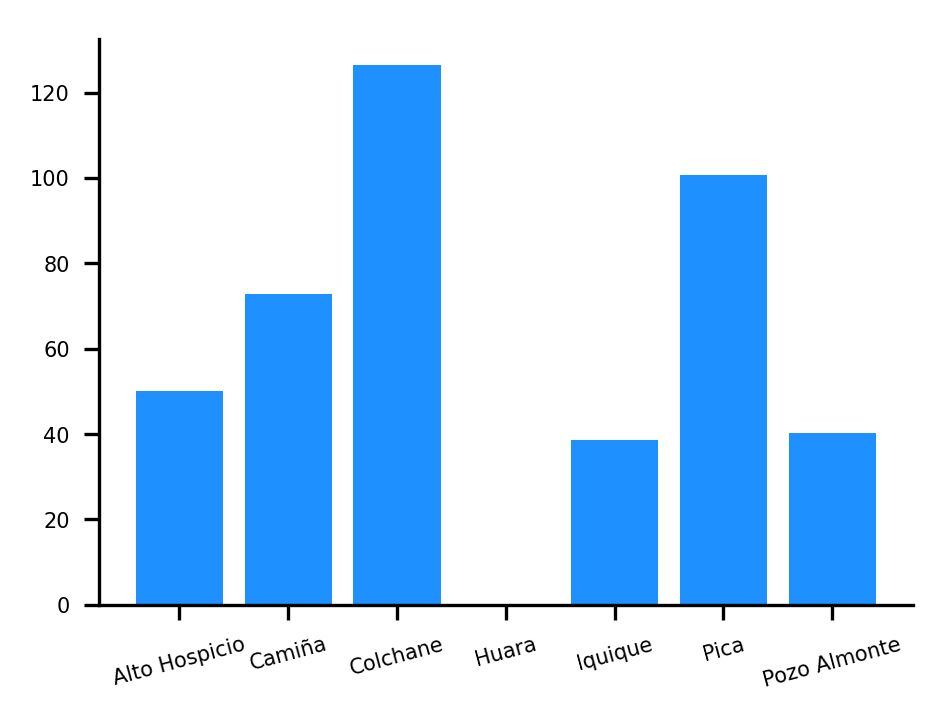 120
100
80
60
40
20
0
Alto Hospicio
Camiña
Colchane
Huara
Iquique
Pica
Pozo Almonte